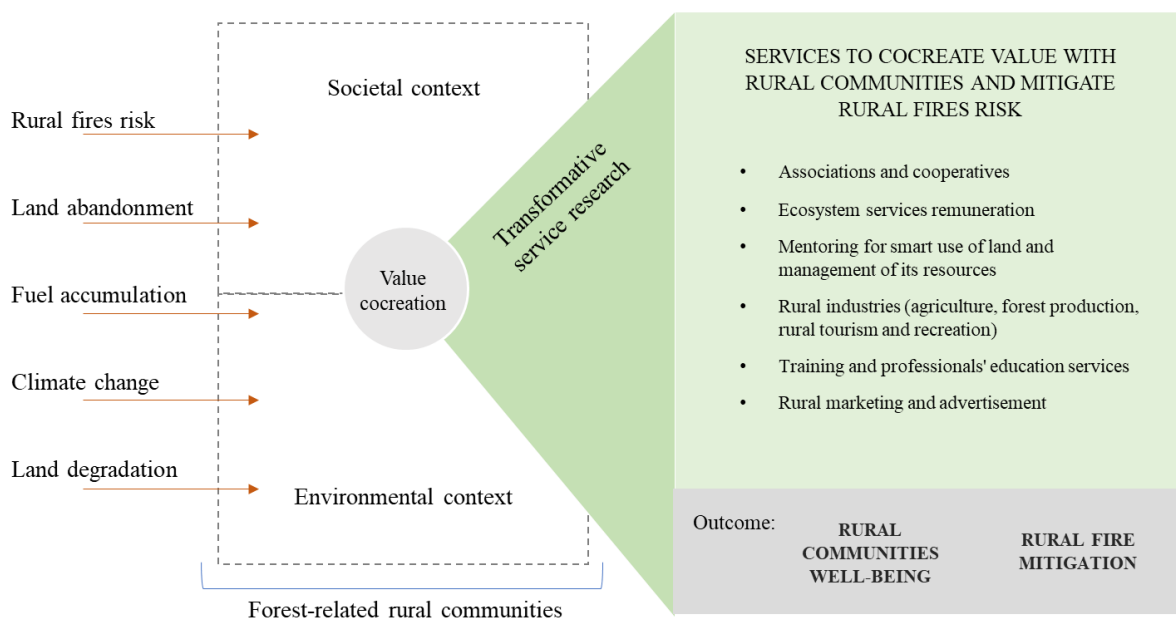 Rural fires risk
Land abandonment
Fuel accumulation
Climate change
Land degradation
Societal context
Value
cocreation
Environmental context
Forest-related rural communities
Transformative
service research
SERVICES TO COCREATE VALUE WITH
RURAL COMMUNITIES AND MITIGATE
RURAL FIRES RISK
• Associations and cooperatives
• Ecosystem services remuneration
• Mentoring for smart use of land and
management of its resources
• Rural industries (agriculture, forest production,
rural tourism and recreation)
• Training and professionals' education services
• Rural marketing and advertisement
Outcome:
RURAL
COMMUNITIES
WELL-BEING
RURAL FIRE
MITIGATION